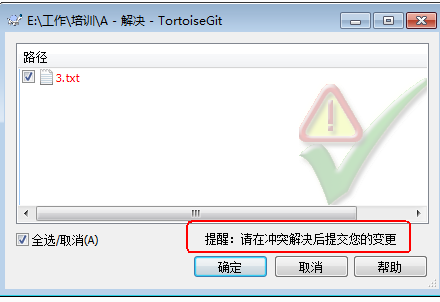 E:\工作\培训\A - 解决 - TortoiseGit
路径
3.txt
全选/取消(A)
提醒：请在冲突解决后提交您的变更
确定
取消
帮助